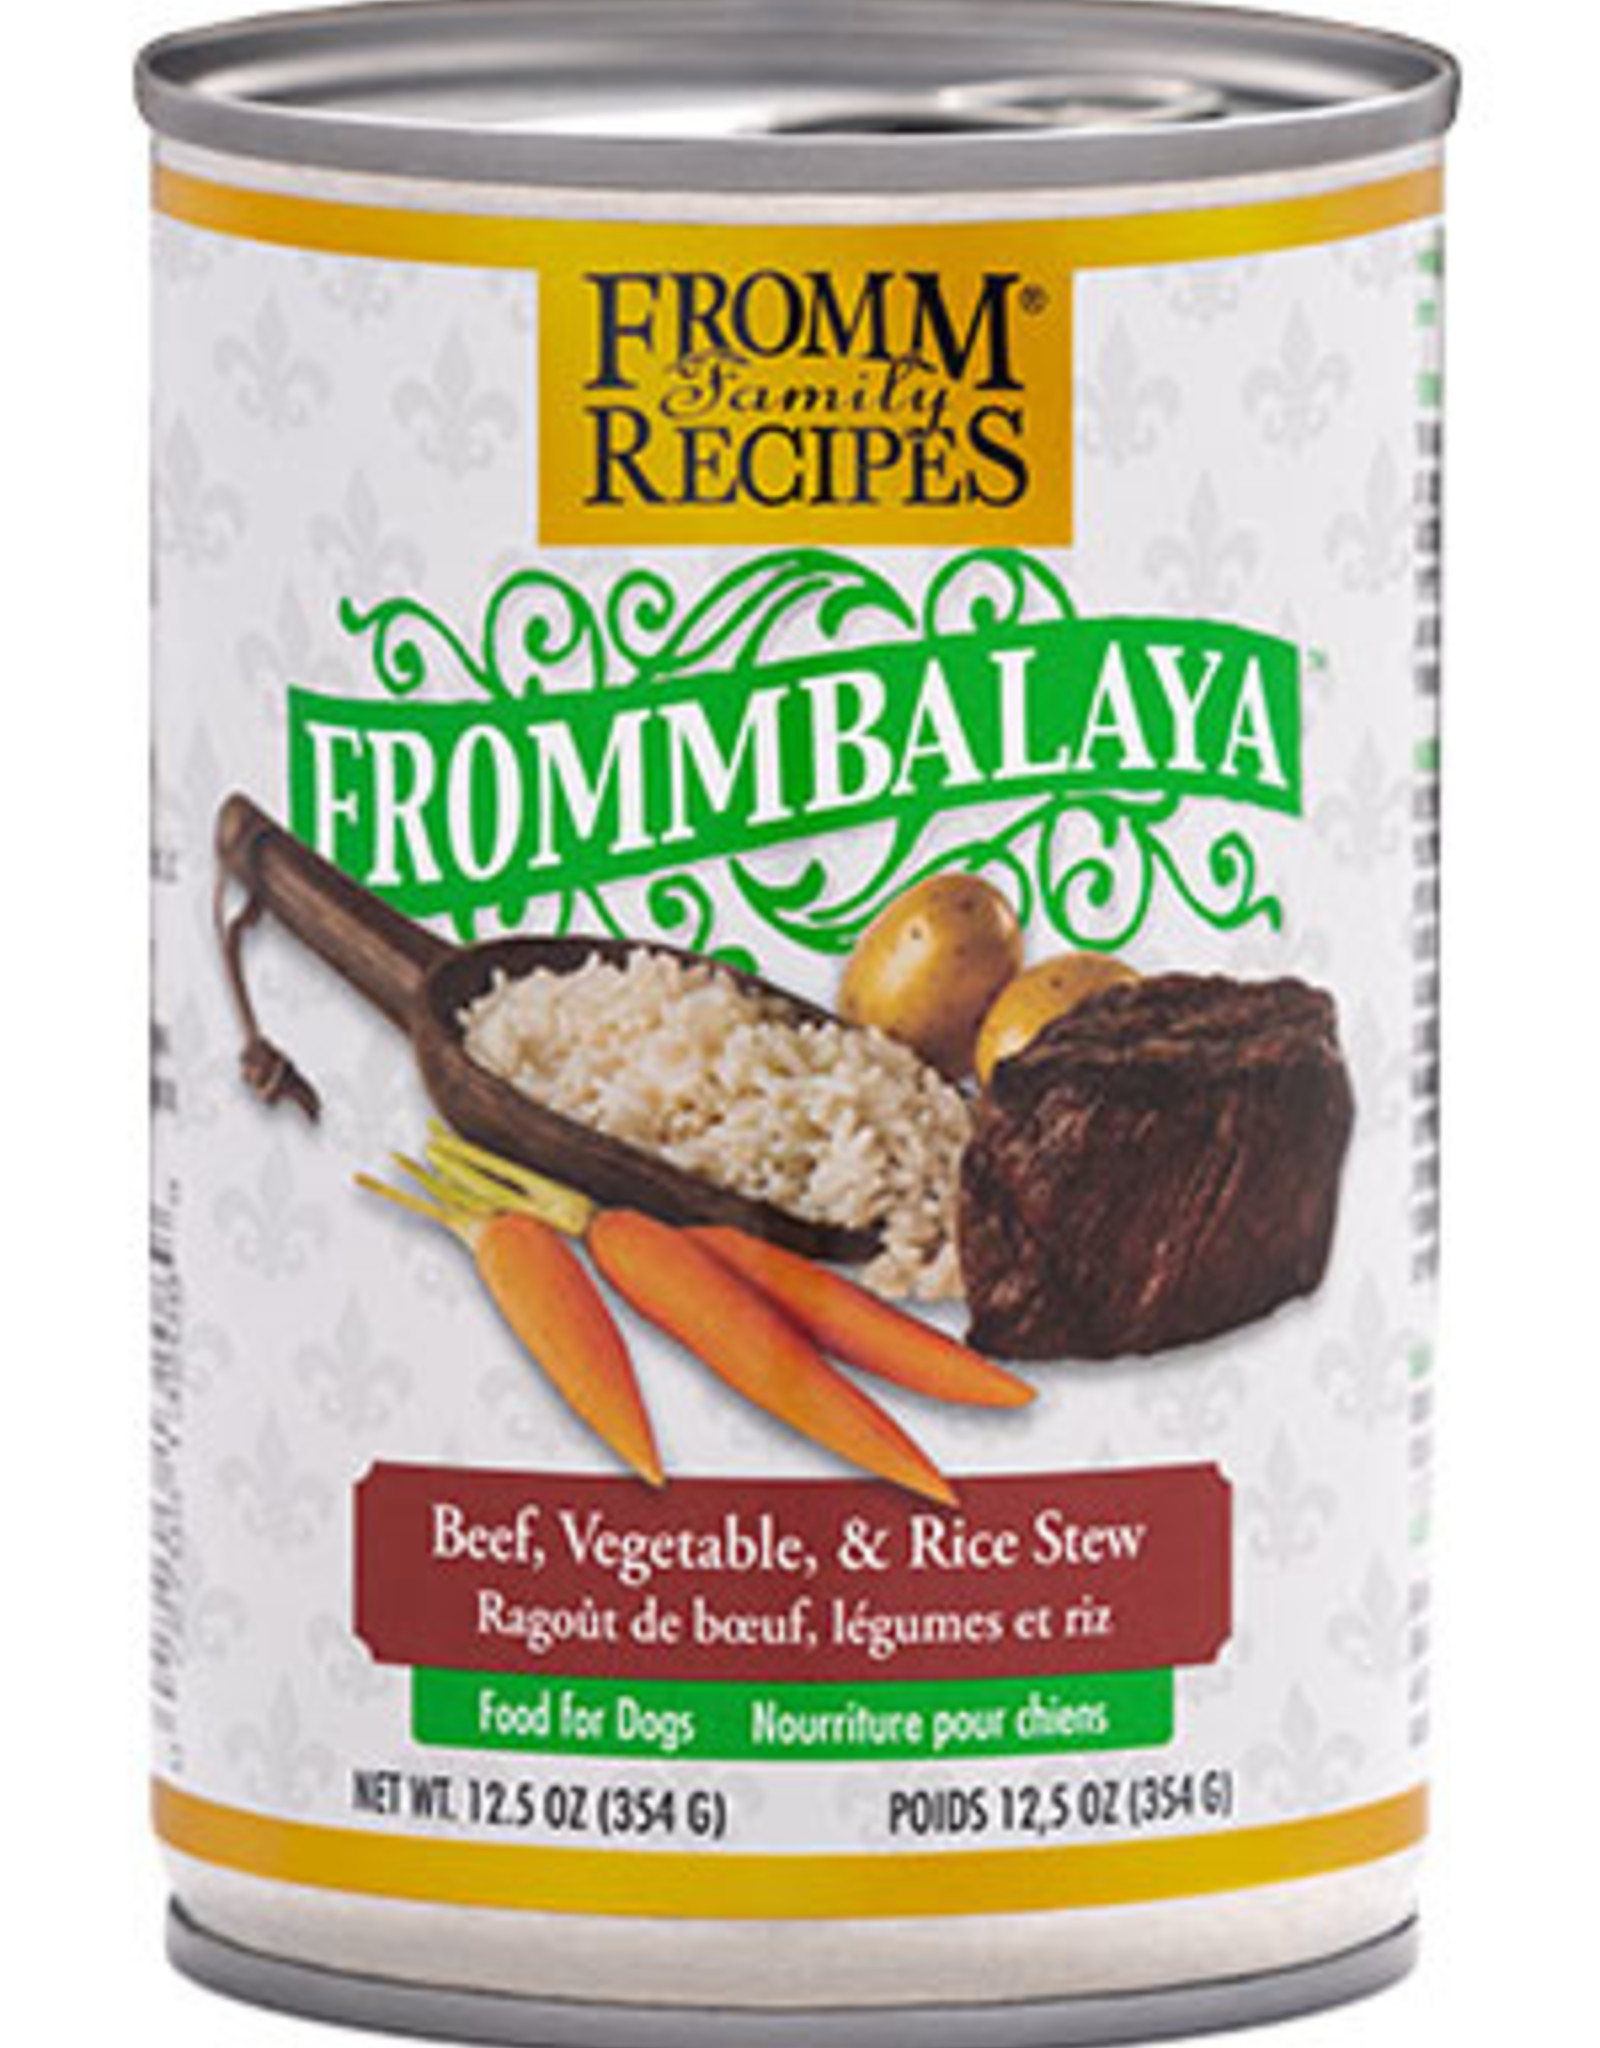 FROMM®
Family
RECIPES
FROMMBALAYA™
Beef, Vegetable, & Rice Stew
Ragoût de bœuf, légumes et riz
Food for Dogs Nourriture pour chiens
NET WT. 12.5 OZ (354 G) POIDS 12,5 OZ (354 G)